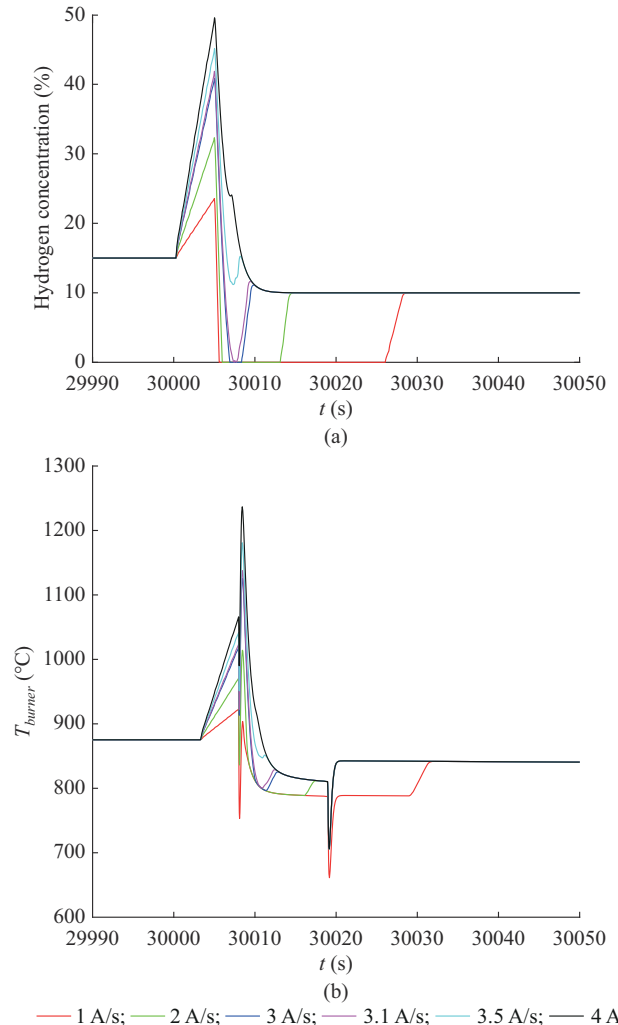 50
40
30
20
10
0
Hydrogen concentration (%)
29990 30000 30010 30020 30030 30040 30050
t (s)
(a)
1300
1200
1100
1000
900
800
700
600
T_burner (°C)
29990 30000 30010 30020 30030 30040 30050
t (s)
(b)
1 A/s; 2 A/s; 3 A/s; 3.1 A/s; 3.5 A/s; 4 A